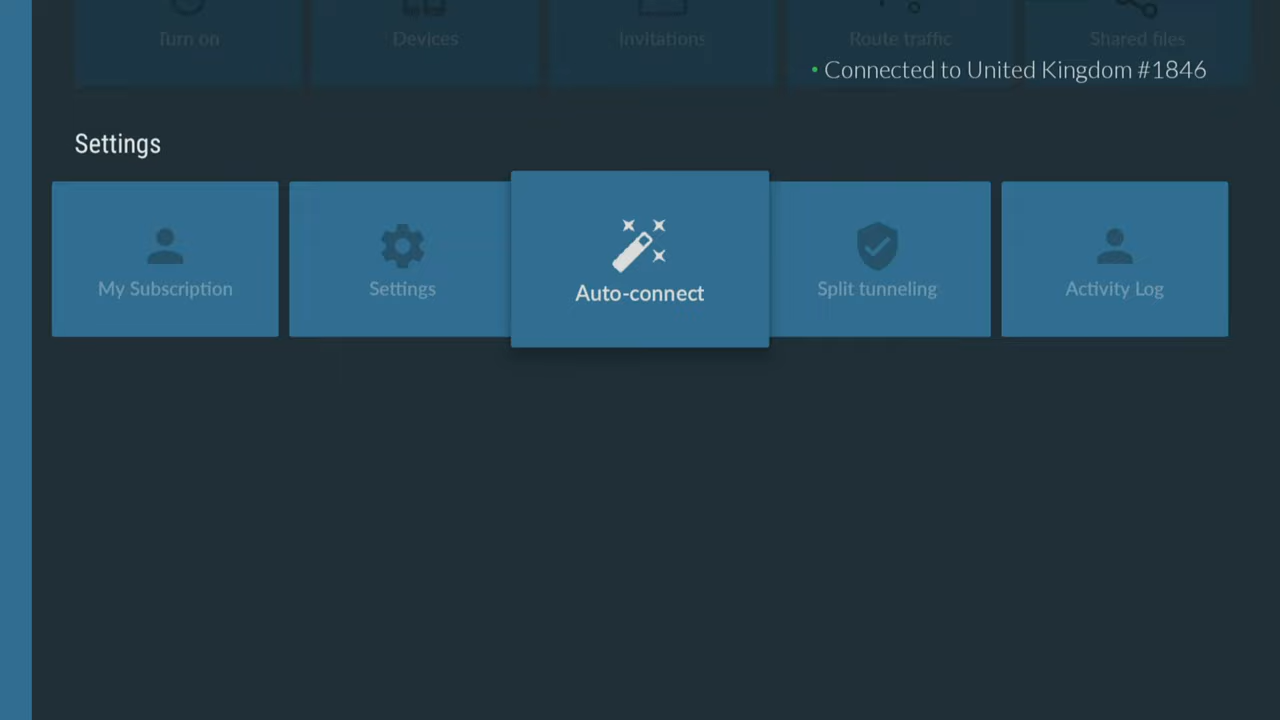 Turn on
Devices
Invitations
Route traffic
Shared files
• Connected to United Kingdom #1846
Settings
My Subscription
Settings
Auto-connect
Split tunneling
Activity Log